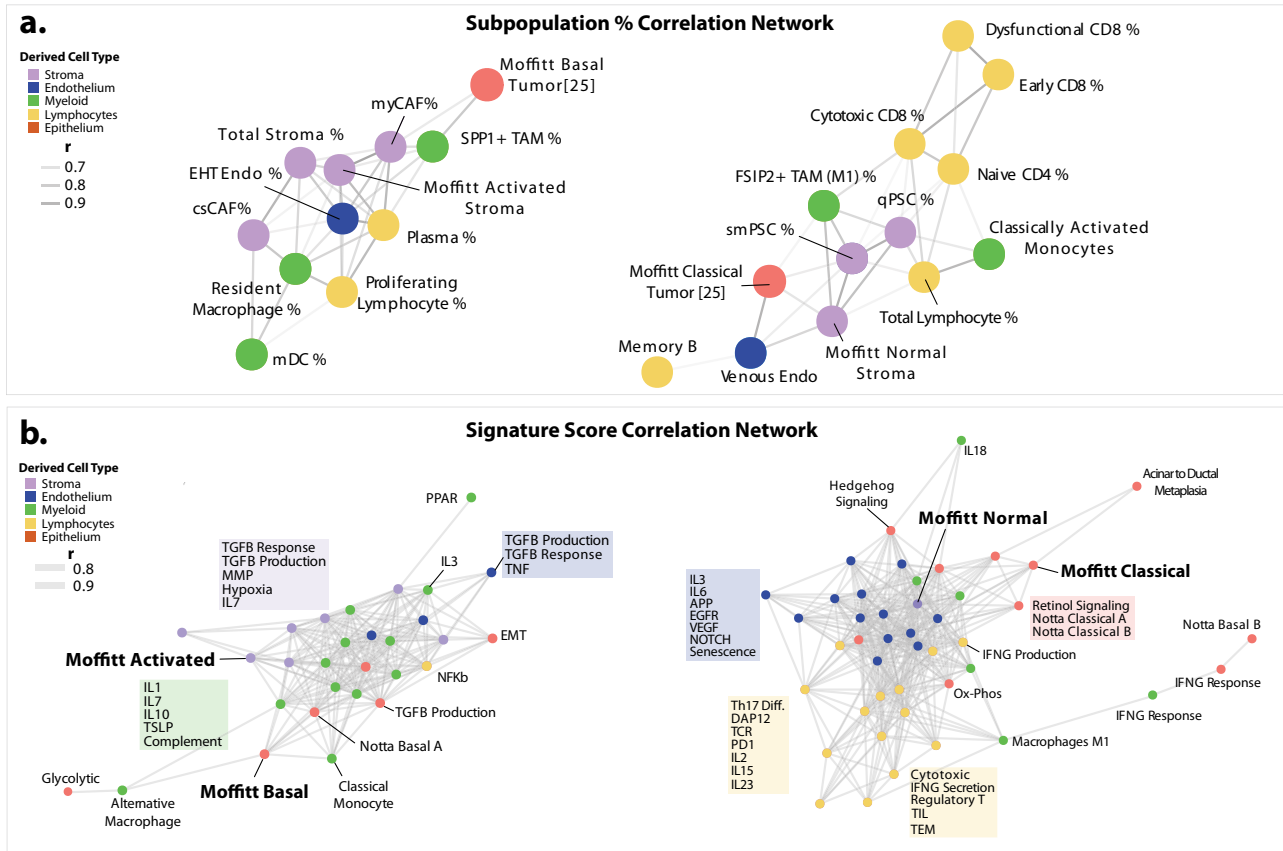 a.
Subpopulation % Correlation Network
Derived Cell Type
Stroma
Endothelium
Myeloid
Lymphocytes
Epithelium
r
0.7
0.8
0.9
Moffitt Basal
Tumor[25]
myCAF%
Total Stroma %
SPP1+ TAM %
EHT Endo %
Moffitt Activated
Stroma
csCAF%
Plasma %
Resident
Macrophage %
Proliferating
Lymphocyte %
mDC %
Dysfunctional CD8 %
Early CD8 %
Cytotoxic CD8 %
Naive CD4 %
FSIP2+ TAM (M1) %
qPSC %
smPSC %
Classically Activated
Monocytes
Moffitt Classical
Tumor [25]
Total Lymphocyte %
Memory B
Venous Endo
Moffitt Normal
Stroma
b.
Signature Score Correlation Network
Derived Cell Type
Stroma
Endothelium
Myeloid
Lymphocytes
Epithelium
r
0.8
0.9
PPAR
TGFB Response
TGFB Production
MMP
Hypoxia
IL7
IL3
TGFB Production
TGFB Response
TNF
EMT
Moffitt Activated
NFKb
IL1
IL7
IL10
TSLP
Complement
TGFB Production
Notta Basal A
Moffitt Basal
Classical
Monocyte
Glycolytic
Alternative
Macrophage
IL18
Hedgehog
Signaling
Acinar to Ductal
Metaplasia
Moffitt Normal
Moffitt Classical
IL3
IL6
APP
EGFR
VEGF
NOTCH
Senescence
Retinol Signaling
Notta Classical A
Notta Classical B
Notta Basal B
IFNG Production
IFNG Response
Ox-Phos
IFNG Response
Th17 Diff.
DAP12
TCR
PD1
IL2
IL15
IL23
Macrophages M1
Cytotoxic
IFNG Secretion
Regulatory T
TIL
TEM